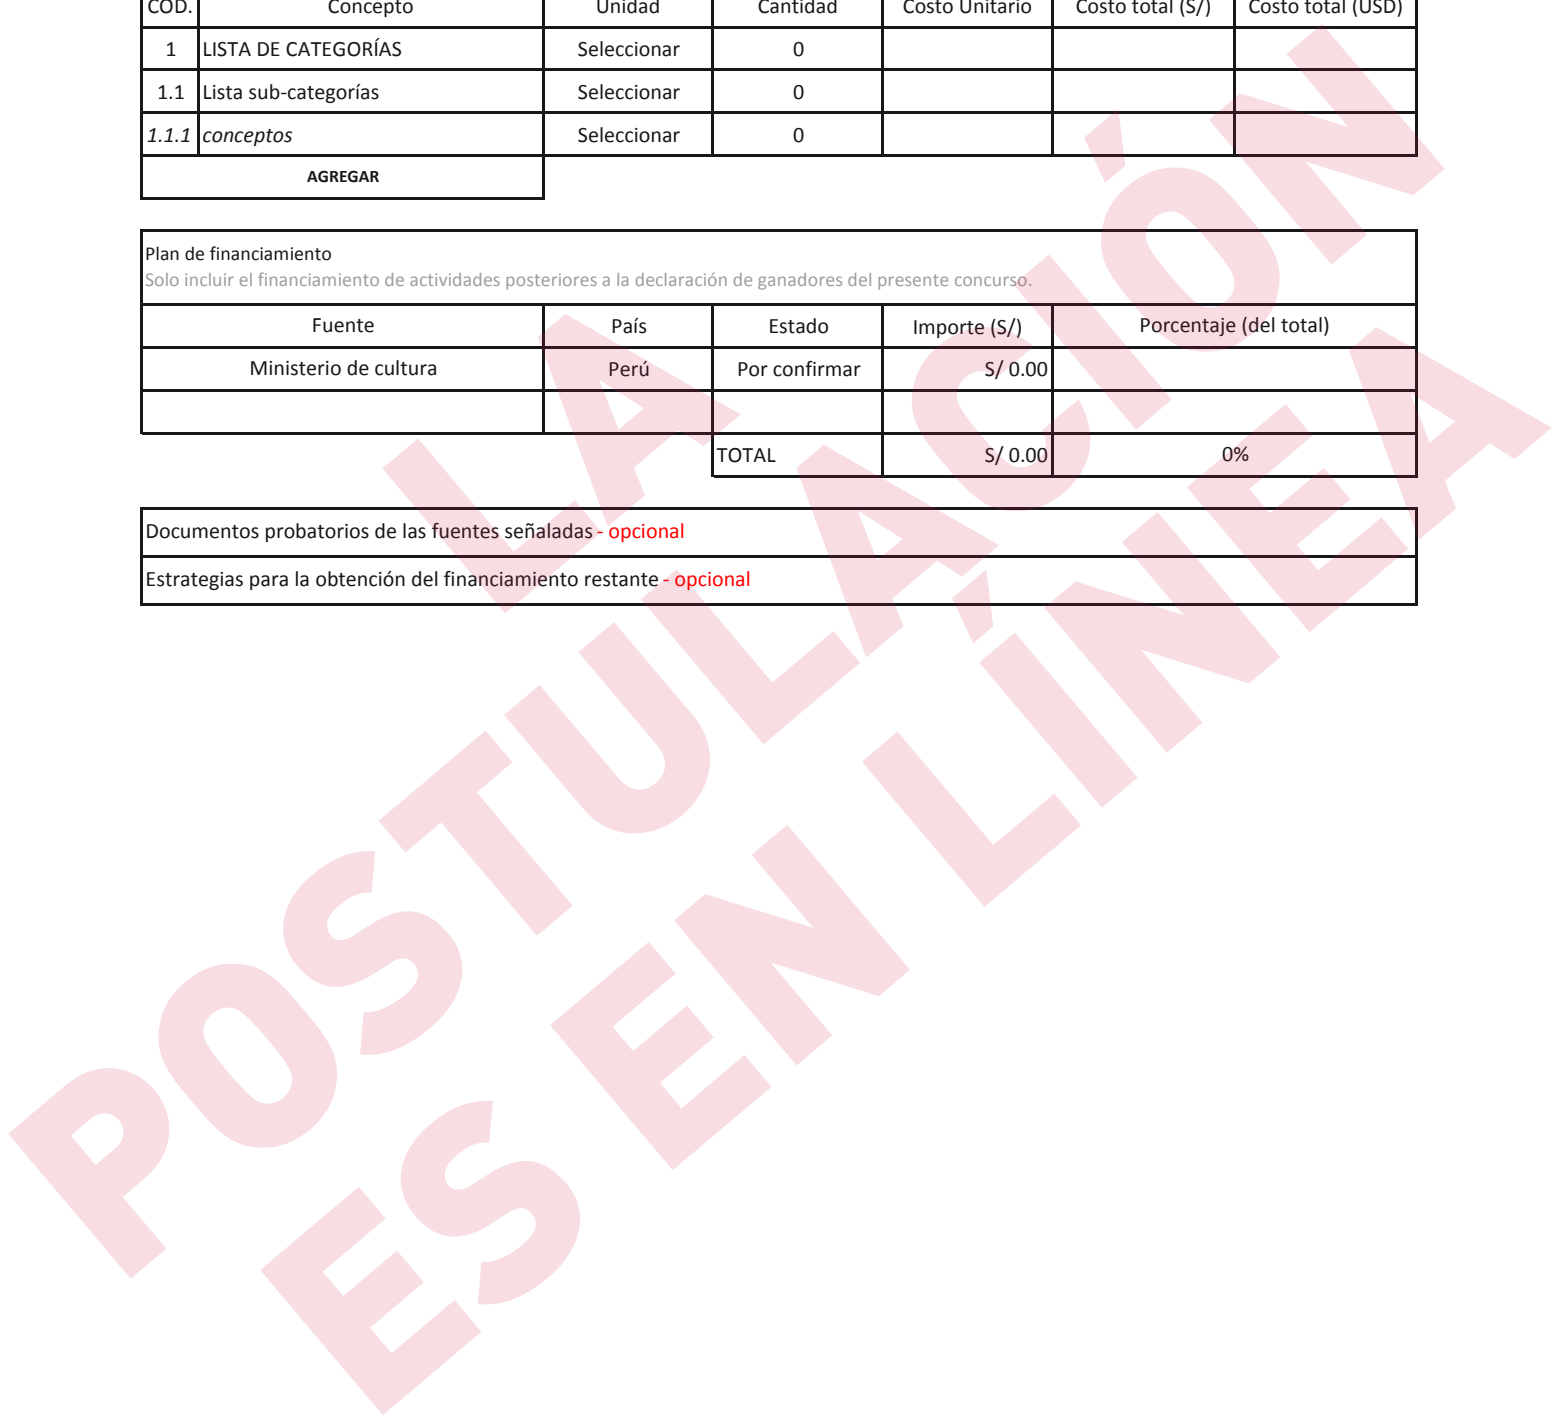 COD. Concepto Unidad Cantidad Costo Unitario Costo total (S/) Costo total (USD)
1 LISTA DE CATEGORÍAS Seleccionar 0
1.1 Lista sub-categorías Seleccionar 0
1.1.1 conceptos Seleccionar 0
AGREGAR
Plan de financiamiento
Solo incluir el financiamiento de actividades posteriores a la declaración de ganadores del presente concurso.
Fuente País Estado Importe (S/) Porcentaje (del total)
Ministerio de cultura Perú Por confirmar S/ 0.00
TOTAL S/ 0.00 0%
Documentos probatorios de las fuentes señaladas - opcional
Estrategias para la obtención del financiamiento restante - opcional
LA
POSTULACIÓN
ES EN LÍNEA